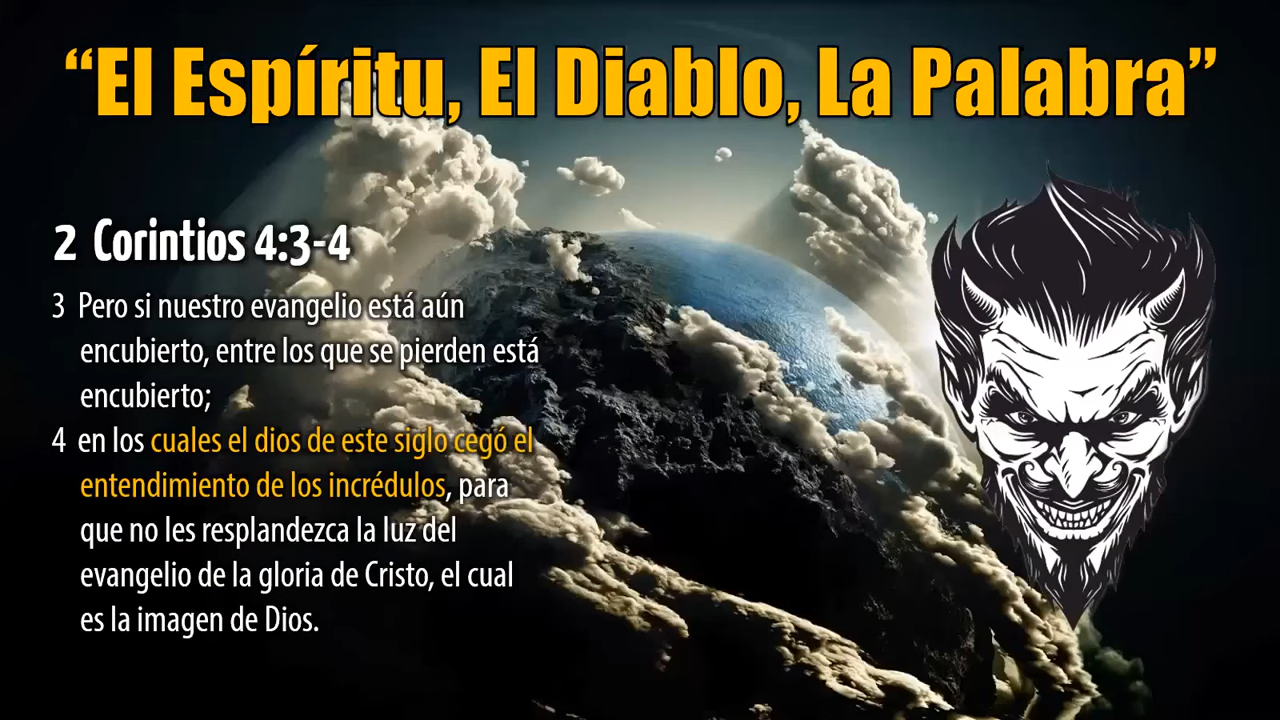 “El Espíritu, El Diablo, La Palabra”
2 Corintios 4:3-4
3 Pero si nuestro evangelio está aún
encubierto, entre los que se pierden está
encubierto;
4 en los cuales el dios de este siglo cegó el
entendimiento de los incrédulos, para
que no les resplandezca la luz del
evangelio de la gloria de Cristo, el cual
es la imagen de Dios.